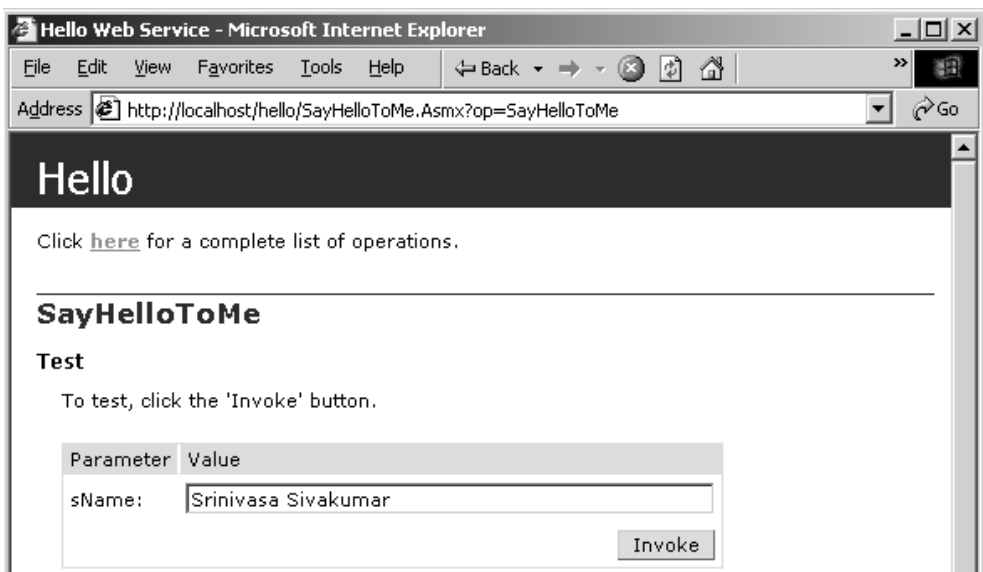 Hello Web Service - Microsoft Internet Explorer
File Edit View Favorites Tools Help Back »
Address http://localhost/hello/SayHelloToMe.Asmx?op=SayHelloToMe Go
Hello
Click here for a complete list of operations.
SayHelloToMe
Test
To test, click the 'Invoke' button.
Parameter Value
sName: Srinivasa Sivakumar
Invoke